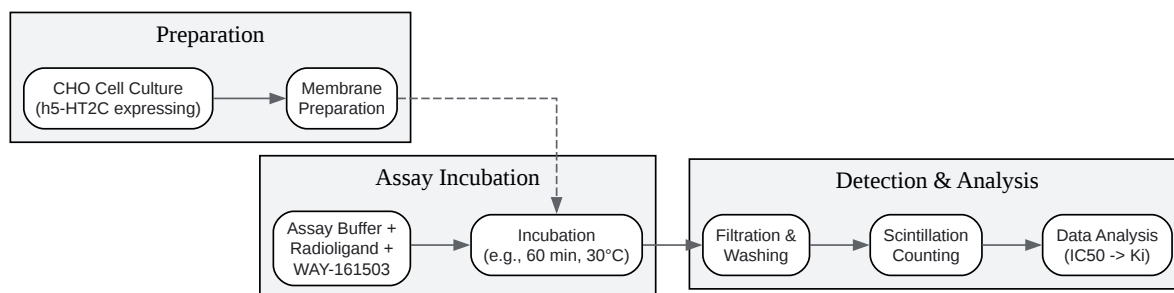 Preparation
CHO Cell Culture
(h5-HT2C expressing)
Membrane
Preparation
Assay Incubation
Assay Buffer +
Radioligand +
WAY-161503
Incubation
(e.g., 60 min, 30°C)
Detection & Analysis
Filtration &
Washing
Scintillation
Counting
Data Analysis
(IC50 -> Ki)